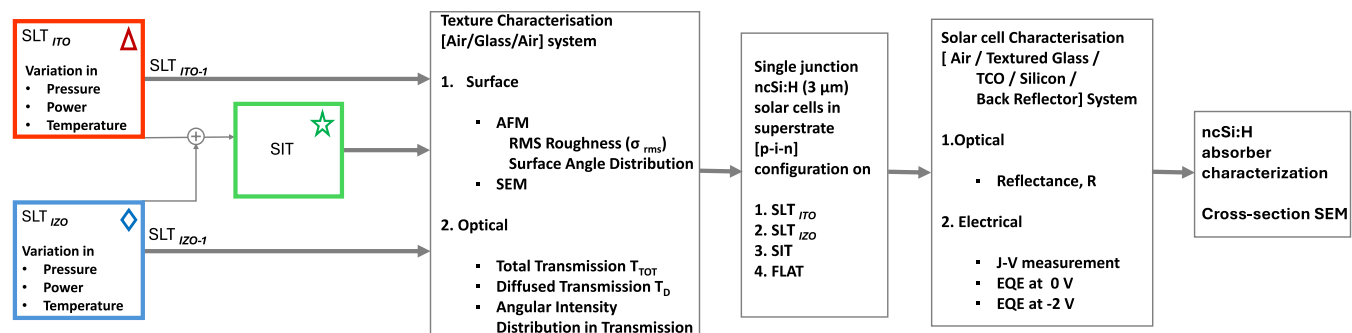 SLT ITO
Variation in
• Pressure
• Power
• Temperature
SLT ITO-1
SIT
SLT IZO
Variation in
• Pressure
• Power
• Temperature
SLT IZO-1
Texture Characterisation
[Air/Glass/Air] system
1. Surface
• AFM
RMS Roughness (σ rms)
Surface Angle Distribution
▪ SEM
2. Optical
▪ Total Transmission TTOT
▪ Diffused Transmission TD
▪ Angular Intensity
Distribution in Transmission
Single junction
ncSi:H (3 μm)
solar cells in
superstrate
[p-i-n]
configuration on
1. SLT ITO
2. SLT IZO
3. SIT
4. FLAT
Solar cell Characterisation
[ Air / Textured Glass /
TCO / Silicon /
Back Reflector] System
1.Optical
▪ Reflectance, R
2. Electrical
▪ J-V measurement
▪ EQE at 0 V
▪ EQE at -2 V
ncSi:H
absorber
characterization
Cross-section SEM